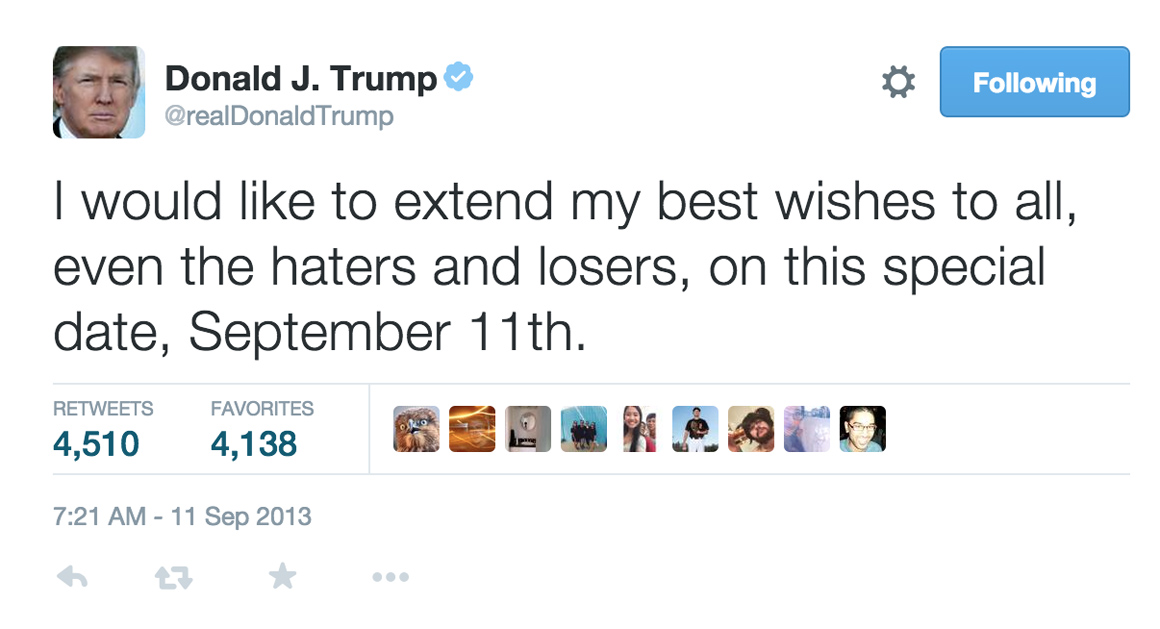 Donald J. Trump
@realDonaldTrump
Following
I would like to extend my best wishes to all,
even the haters and losers, on this special
date, September 11th.
RETWEETS FAVORITES
4,510 4,138
7:21 AM - 11 Sep 2013